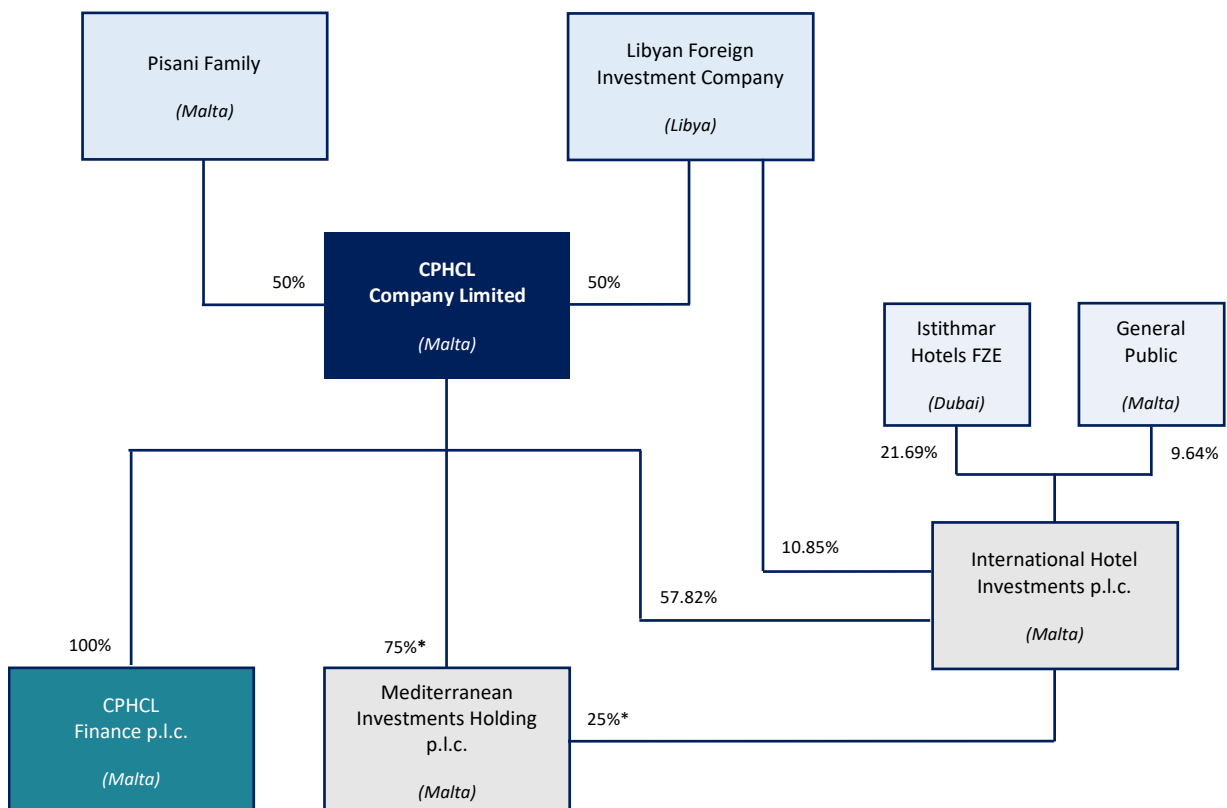 Pisani Family
(Malta)
Libyan Foreign
Investment Company
(Libya)
50%
CPHCL
Company Limited
(Malta)
50%
Istithmar
Hotels FZE
(Dubai)
General
Public
(Malta)
21.69%
9.64%
10.85%
International Hotel
Investments p.l.c.
(Malta)
57.82%
100%
75%*
CPHCL
Finance p.l.c.
(Malta)
Mediterranean
Investments Holding
p.l.c.
(Malta)
25%*